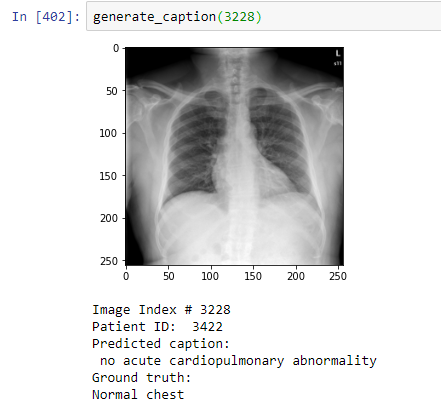 In [402]: generate_caption(3228)
0
L
50
100
150
200
250
0 50 100 150 200 250
Image Index # 3228
Patient ID:  3422
Predicted caption:
 no acute cardiopulmonary abnormality
Ground truth:
Normal chest